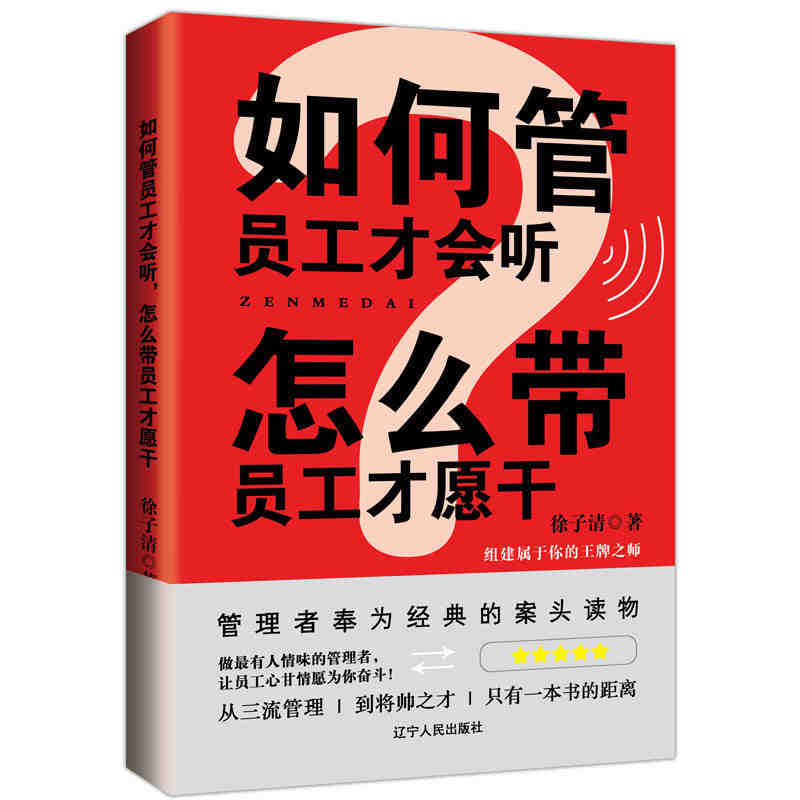 如何管
员工才会听
ZENMEDAI
怎么带
员工才愿干
徐子清◎著
组建属于你的王牌之师
管理者奉为经典的案头读物
做最有人情味的管理者,
让员工心甘情愿为你奋斗!
从三流管理 | 到将帅之才 | 只有一本书的距离
辽宁人民出版社
如何管员工才会听,怎么带员工才愿干
徐子清◎